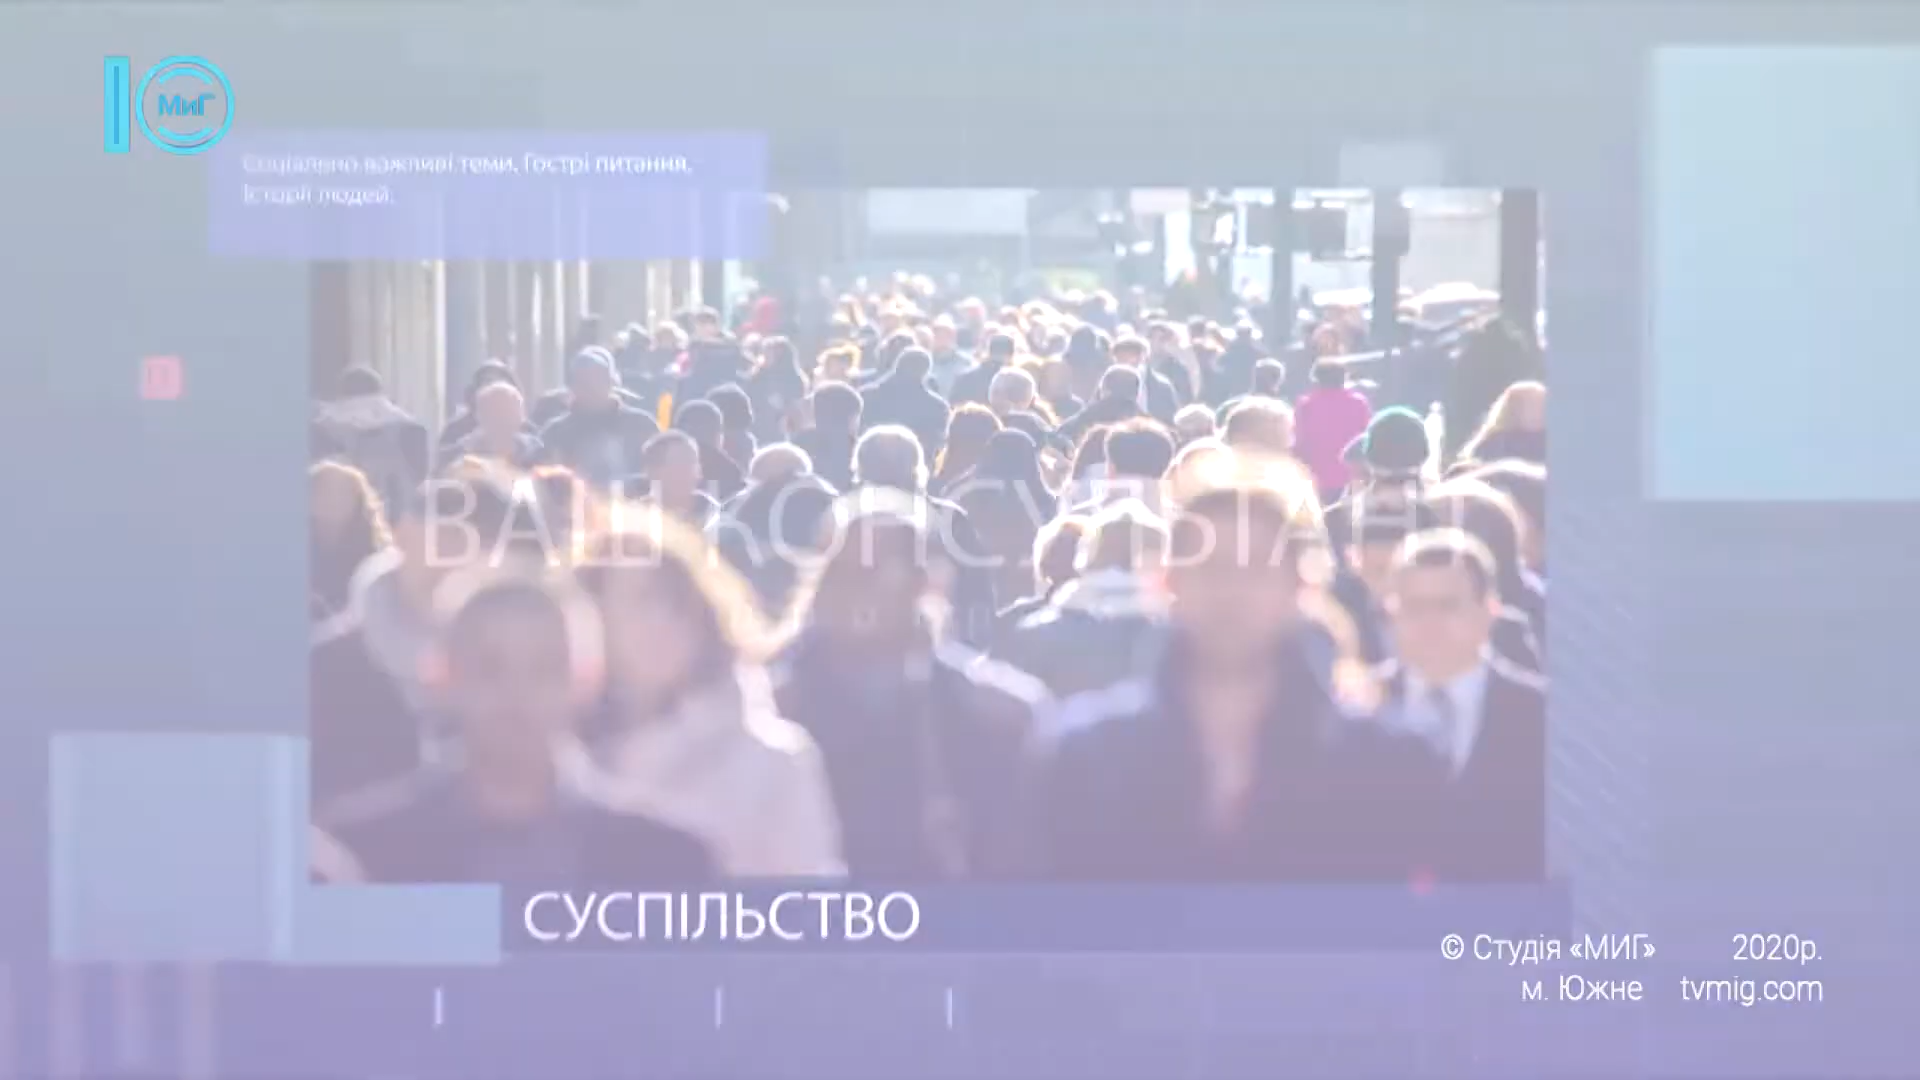 МиГ
Соціально важливі теми. Гострі питання.
Історії людей.
ВАШ КОНСУЛЬТАНТ
СУСПІЛЬСТВО
© Студія «МИГ» 2020р.
м. Южне tvmig.com